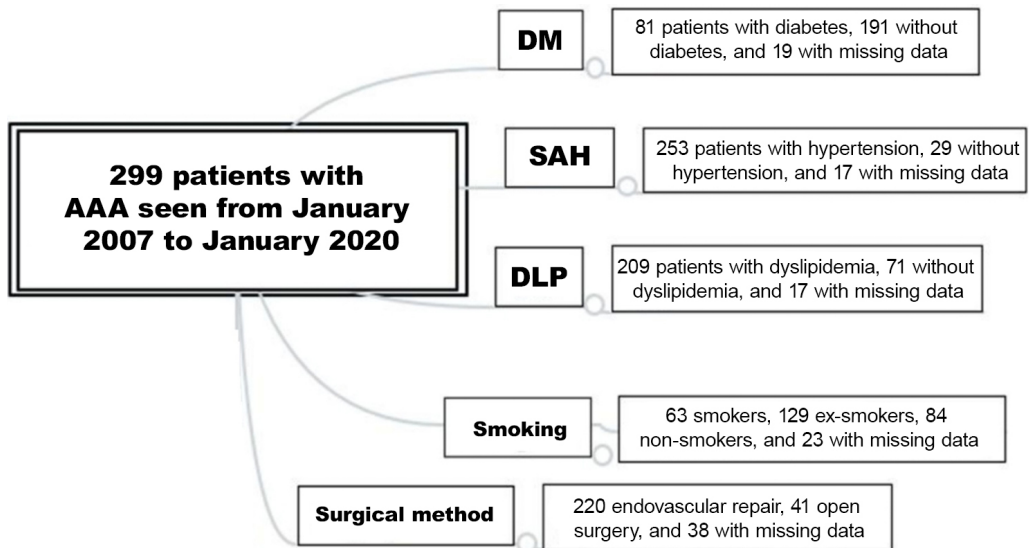 299 patients with
AAA seen from January
2007 to January 2020
DM
81 patients with diabetes, 191 without
diabetes, and 19 with missing data
SAH
253 patients with hypertension, 29 without
hypertension, and 17 with missing data
DLP
209 patients with dyslipidemia, 71 without
dyslipidemia, and 17 with missing data
Smoking
63 smokers, 129 ex-smokers, 84
non-smokers, and 23 with missing data
Surgical method
220 endovascular repair, 41 open
surgery, and 38 with missing data